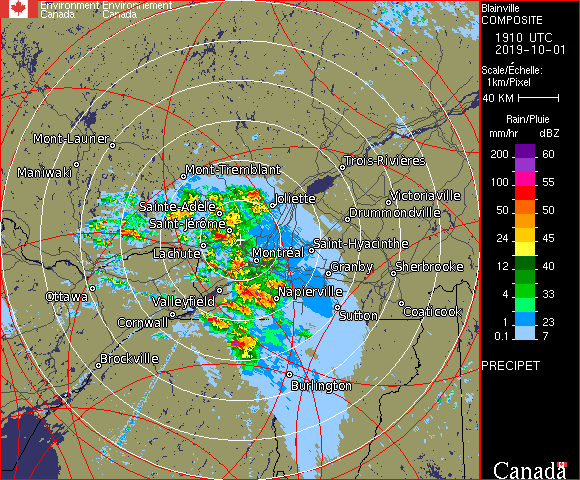 Environment Environnement
Canada Canada
Blainville
COMPOSITE
1910 UTC
2019-10-01
Scale/Échelle:
1km/Pixel
40 KM
Rain/Pluie
mm/hr dBZ
200 60
100 55
50 50
24 45
12 40
4 33
1 23
0.1 7
PRECIPET
Canada
Mont-Laurier
Maniwaki
Mont-Tremblant
Trois-Rivières
Joliette
Victoriaville
Sainte-Adèle
Drummondville
Saint-Jérôme
Saint-Hyacinthe
Lachute
Montréal
Granby
Sherbrooke
Ottawa
Valleyfield
Napierville
Cornwall
Sutton
Coaticook
Brockville
Burlington